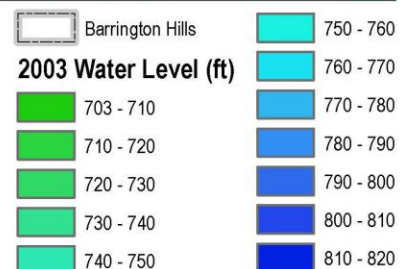 Barrington Hills
2003 Water Level (ft)
703 - 710
710 - 720
720 - 730
730 - 740
740 - 750
750 - 760
760 - 770
770 - 780
780 - 790
790 - 800
800 - 810
810 - 820